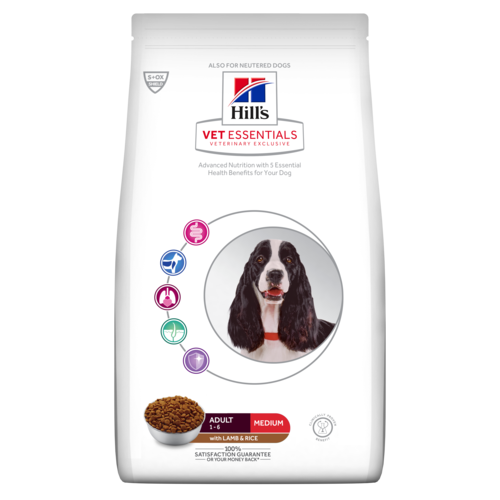 ALSO FOR NEUTERED DOGS
S+OX
SHIELD
Hill's
VET ESSENTIALS
VETERINARY EXCLUSIVE
Advanced Nutrition with 5 Essential
Health Benefits for Your Dog
ADULT
1 - 6
MEDIUM
with LAMB & RICE
100%
SATISFACTION GUARANTEE
OR YOUR MONEY BACK*